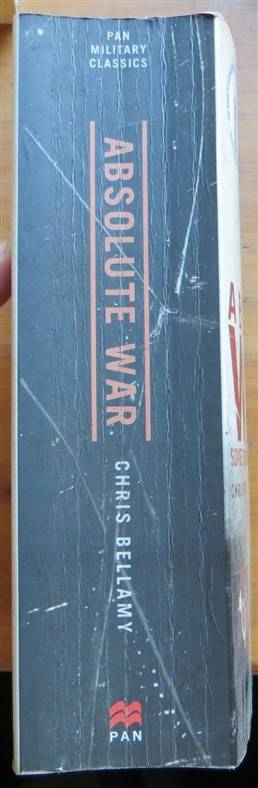 PAN
MILITARY
CLASSICS
ABSOLUTE WAR
CHRIS BELLAMY
PAN